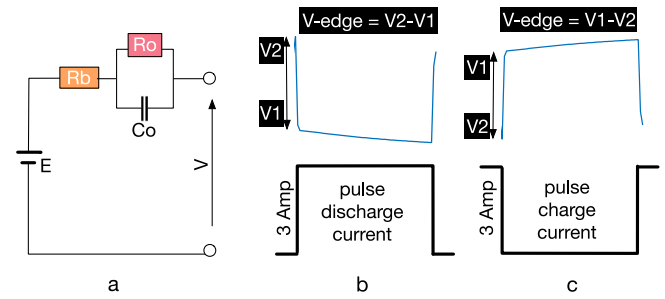 Ro
Rb
Co
E
V
a
V-edge = V2-V1
V2
V1
3 Amp
pulse
discharge
current
b
V-edge = V1-V2
V1
V2
3 Amp
pulse
charge
current
c